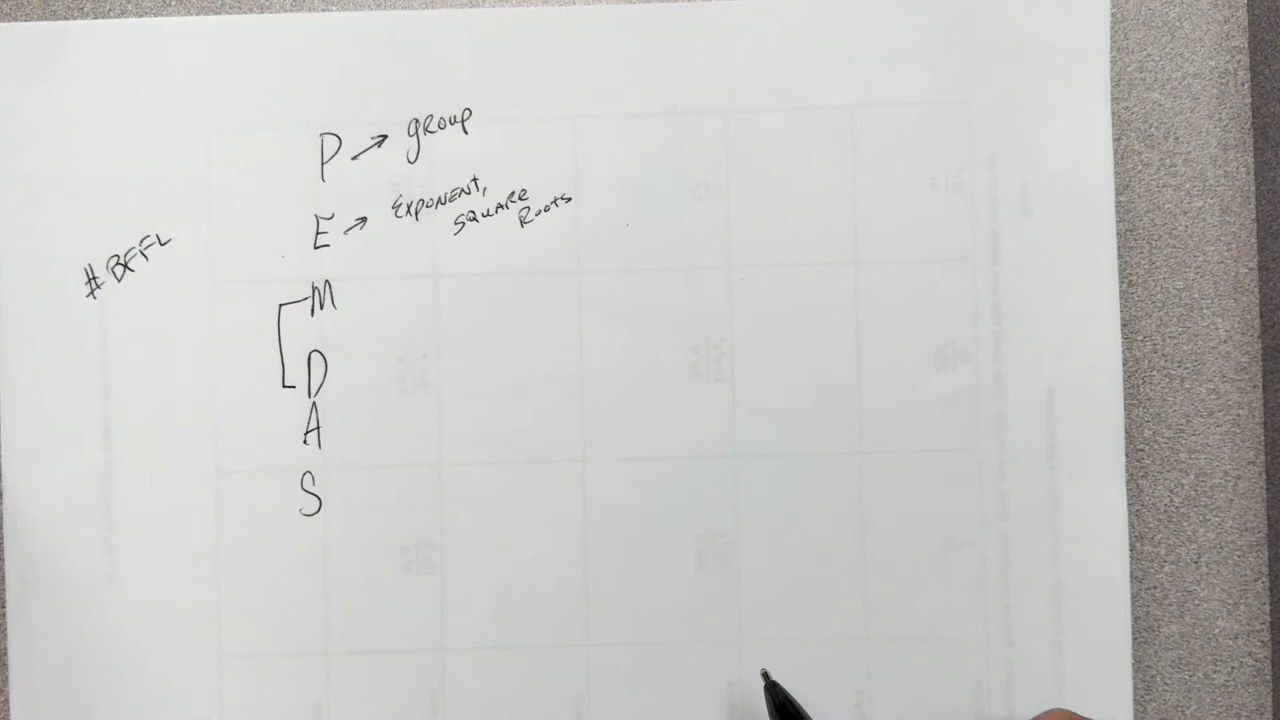 P → group
E → EXPONENT,
SQUARE
ROOTS
#BFFL
M
D
A
S